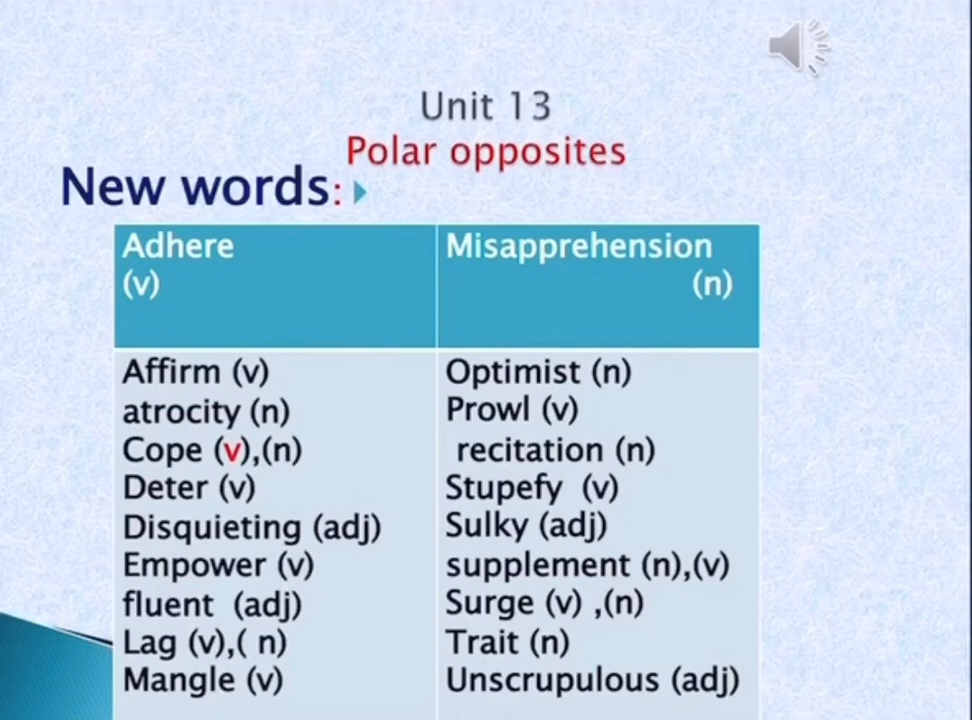 Unit 13
Polar opposites
New words:
Adhere
(v)
Misapprehension
(n)
Affirm (v)
atrocity (n)
Cope (v),(n)
Deter (v)
Disquieting (adj)
Empower (v)
fluent (adj)
Lag (v),( n)
Mangle (v)
Optimist (n)
Prowl (v)
recitation (n)
Stupefy (v)
Sulky (adj)
supplement (n),(v)
Surge (v) ,(n)
Trait (n)
Unscrupulous (adj)